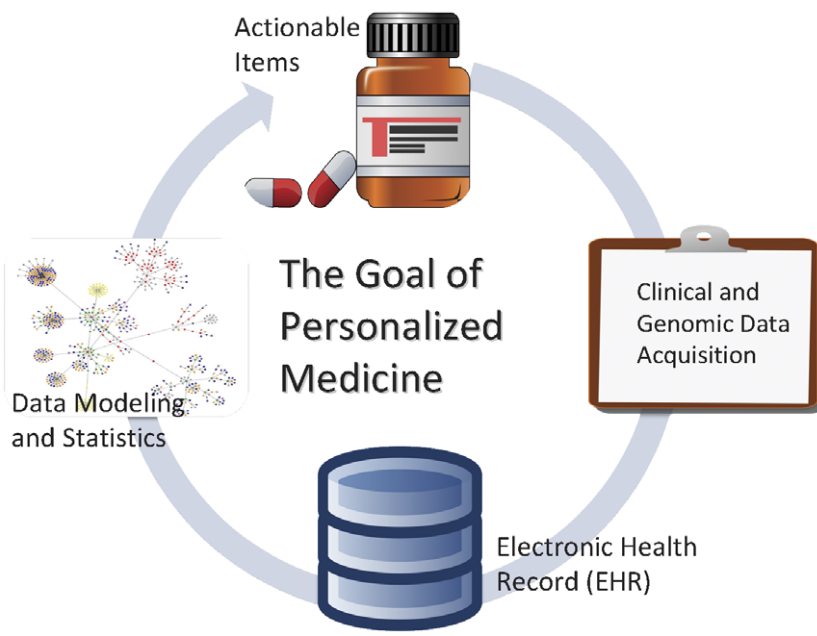 Actionable
Items
The Goal of
Personalized
Medicine
Clinical and
Genomic Data
Acquisition
Data Modeling
and Statistics
Electronic Health
Record (EHR)